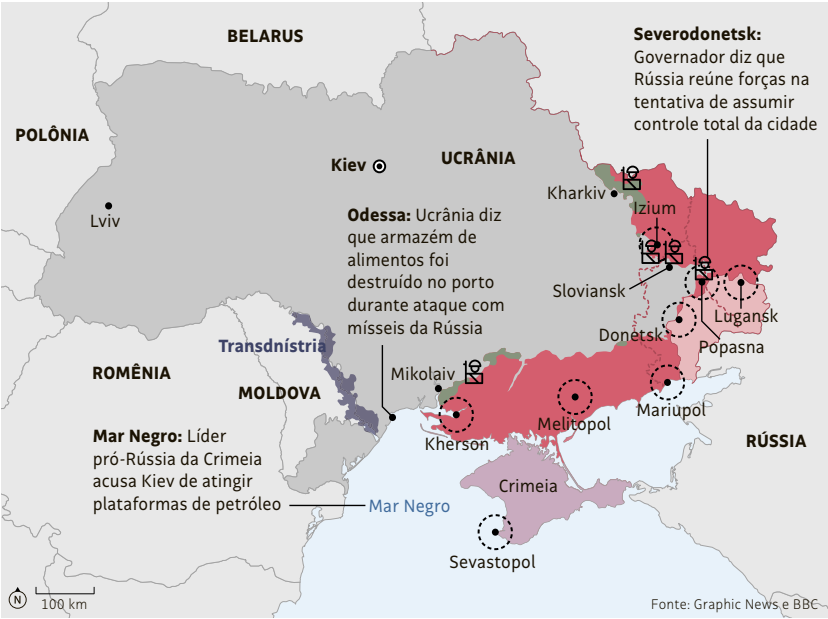 BELARUS
Severodonetsk:
Governador diz que
Rússia reúne forças na
tentativa de assumir
controle total da cidade
POLÔNIA
Kiev
UCRÂNIA
Kharkiv
Izium
Lviv
Odessa: Ucrânia diz
que armazém de
alimentos foi
destruído no porto
durante ataque com
mísseis da Rússia
Sloviansk
Lugansk
Donetsk
Popasna
Transdnístria
ROMÊNIA
MOLDOVA
Mikolaiv
Mariupol
Melitopol
Kherson
RÚSSIA
Mar Negro: Líder
pró-Rússia da Crimeia
acusa Kiev de atingir
plataformas de petróleo
Mar Negro
Crimeia
Sevastopol
N
100 km
Fonte: Graphic News e BBC